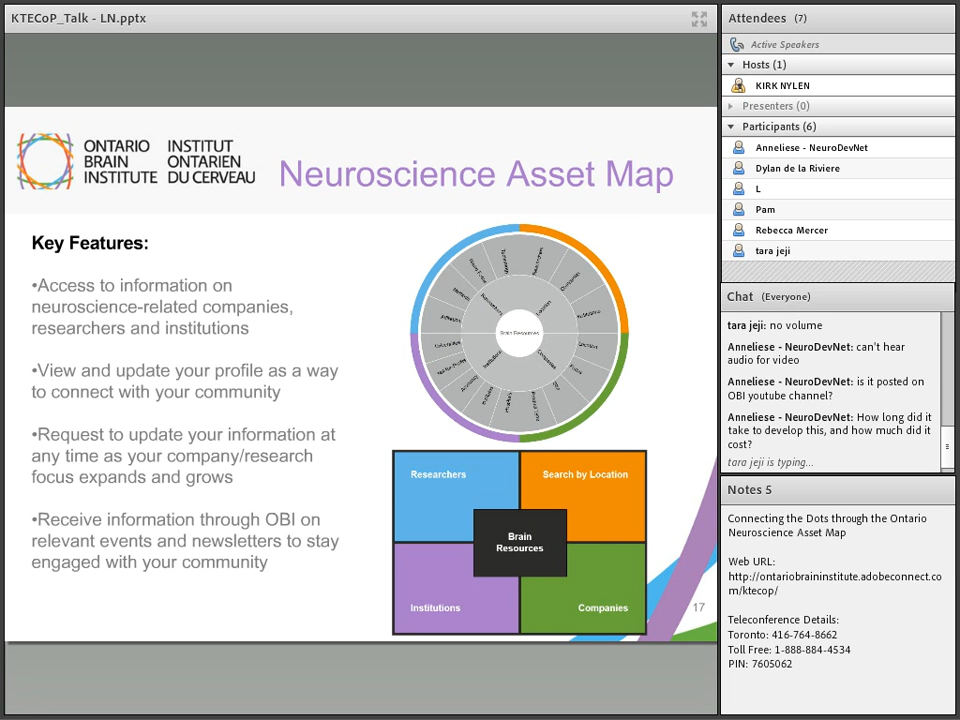 KTECoP_Talk - LN.pptx
ONTARIO BRAIN INSTITUTE
INSTITUT ONTARIEN DU CERVEAU
Neuroscience Asset Map
Key Features:
•Access to information on
neuroscience-related companies,
researchers and institutions
•View and update your profile as a way
to connect with your community
•Request to update your information at
any time as your company/research
focus expands and grows
•Receive information through OBI on
relevant events and newsletters to stay
engaged with your community
Brain Resources
Researchers
Search by Location
Brain
Resources
Institutions
Companies
17
Attendees (7)
Active Speakers
Hosts (1)
KIRK NYLEN
Presenters (0)
Participants (6)
Anneliese - NeuroDevNet
Dylan de la Riviere
L
Pam
Rebecca Mercer
tara jeji
Chat (Everyone)
tara jeji: no volume
Anneliese - NeuroDevNet: can't hear
audio for video
Anneliese - NeuroDevNet: is it posted on
OBI youtube channel?
Anneliese - NeuroDevNet: How long did it
take to develop this, and how much did it
cost?
tara jeji is typing...
Notes 5
Connecting the Dots through the Ontario
Neuroscience Asset Map
Web URL:
http://ontariobraininstitute.adobeconnect.co
m/ktecop/
Teleconference Details:
Toronto: 416-764-8662
Toll Free: 1-888-884-4534
PIN: 7605062